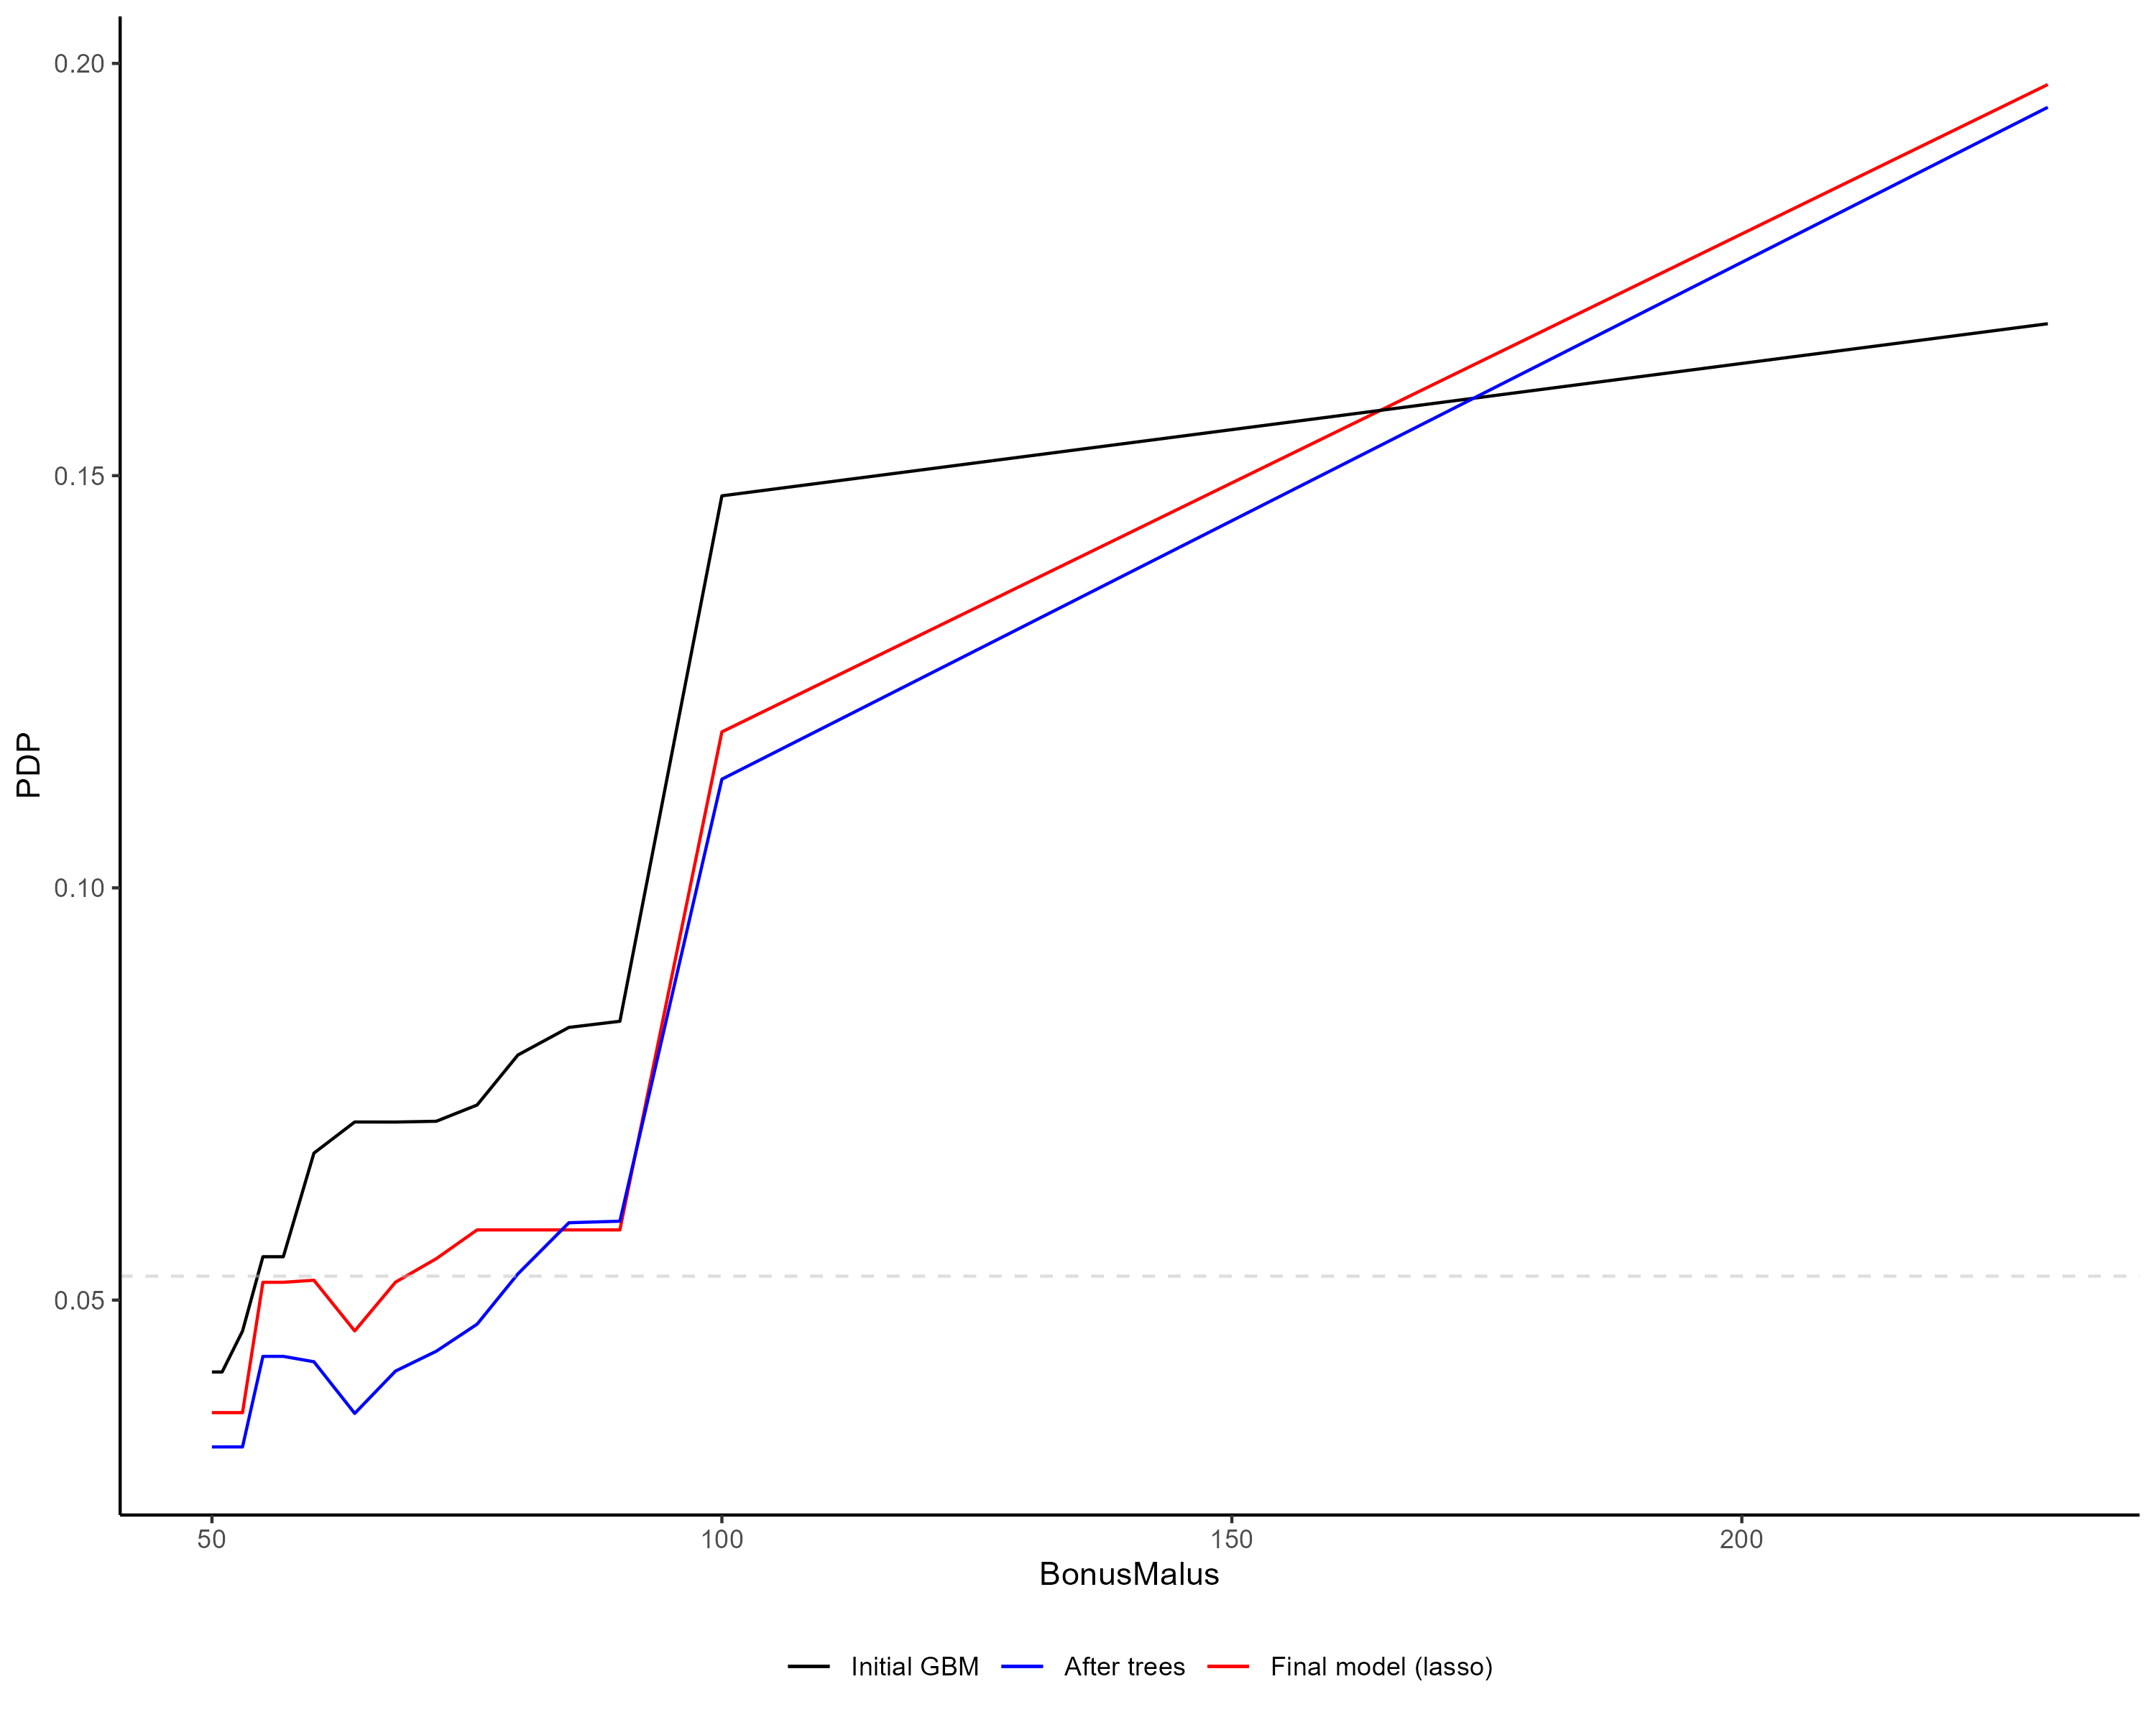 0.20
0.15
0.10
0.05
PDP
50 100 150 200
BonusMalus
Initial GBM After trees Final model (lasso)